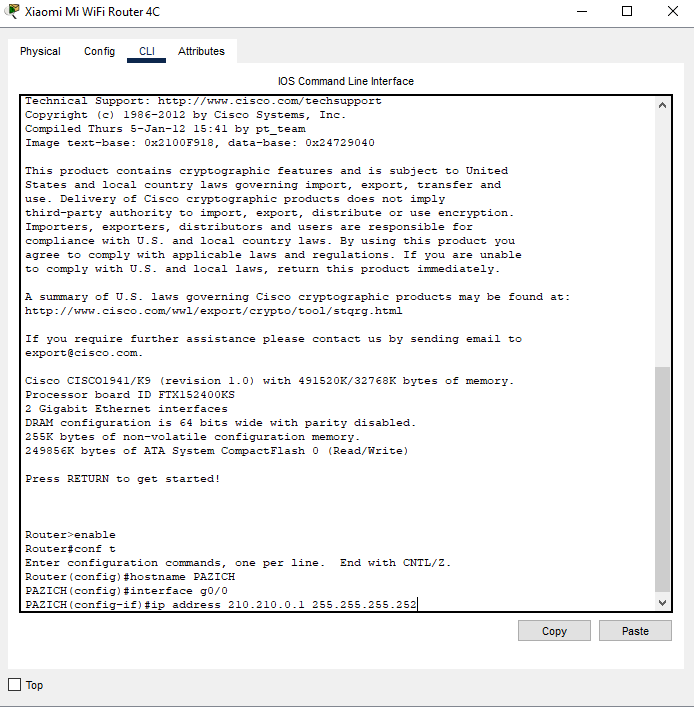 Xiaomi Mi WiFi Router 4C
Physical Config CLI Attributes
IOS Command Line Interface
Technical Support: http://www.cisco.com/techsupport
Copyright (c) 1986-2012 by Cisco Systems, Inc.
Compiled Thurs 5-Jan-12 15:41 by pt_team
Image text-base: 0x2100F918, data-base: 0x24729040
This product contains cryptographic features and is subject to United
States and local country laws governing import, export, transfer and
use. Delivery of Cisco cryptographic products does not imply
third-party authority to import, export, distribute or use encryption.
Importers, exporters, distributors and users are responsible for
compliance with U.S. and local country laws. By using this product you
agree to comply with applicable laws and regulations. If you are unable
to comply with U.S. and local laws, return this product immediately.
A summary of U.S. laws governing Cisco cryptographic products may be found at:
http://www.cisco.com/wwl/export/crypto/tool/stqrg.html
If you require further assistance please contact us by sending email to
export@cisco.com.
Cisco CISCO1941/K9 (revision 1.0) with 491520K/32768K bytes of memory.
Processor board ID FTX152400KS
2 Gigabit Ethernet interfaces
DRAM configuration is 64 bits wide with parity disabled.
255K bytes of non-volatile configuration memory.
249856K bytes of ATA System CompactFlash 0 (Read/Write)
Press RETURN to get started!
Router>enable
Router#conf t
Enter configuration commands, one per line.  End with CNTL/Z.
Router(config)#hostname PAZICH
PAZICH(config)#interface g0/0
PAZICH(config-if)#ip address 210.210.0.1 255.255.255.252
Copy Paste
Top